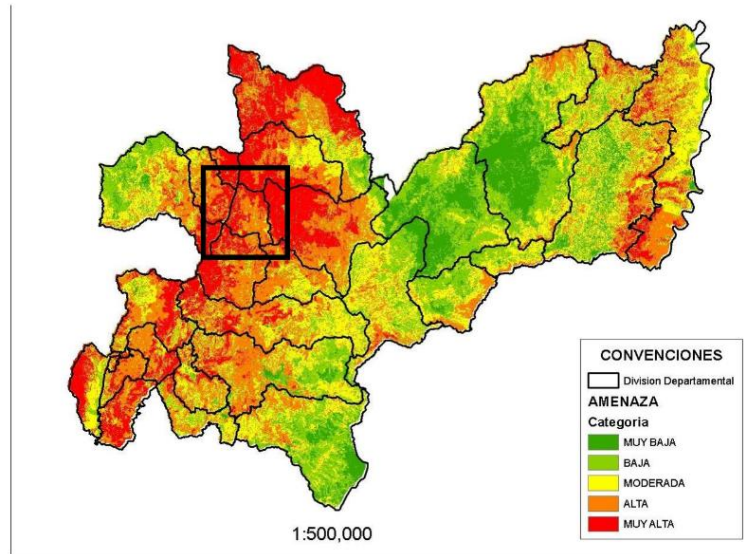 CONVENCIONES
Division Departamental
AMENAZA
Categoria
MUY BAJA
BAJA
MODERADA
ALTA
MUY ALTA
1:500,000